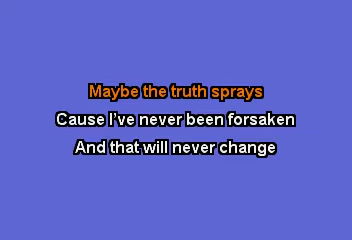 Maybe the truth sprays
Cause I've never been forsaken
And that will never change